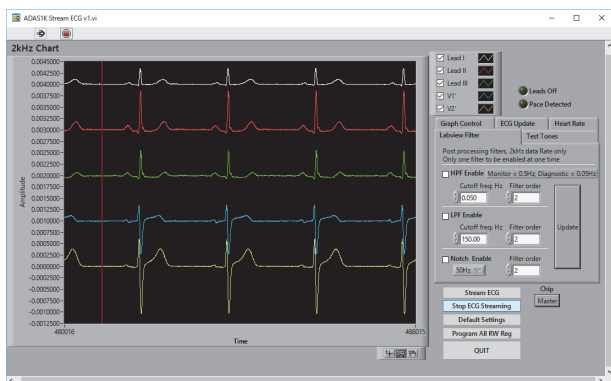 ADAS1K Stream ECG v1.vi
2kHz Chart
0.0045000
0.0042500
0.0040000
0.0037500
0.0035000
0.0032500
0.0030000
0.0027500
0.0025000
0.0022500
0.0020000
0.0017500
0.0015000
0.0012500
0.0010000
0.0007500
0.0005000
0.0002500
0.0000000
-0.0002500
-0.0005000
-0.0007500
-0.0010000
-0.0012500
Amplitude
488016
488015
Time
Lead I
Lead II
Lead III
V1'
V2'
Leads Off
Pace Detected
Graph Control ECG Update Heart Rate
Labview Filter Test Tones
Post processing filters, 2kHz data Rate only
Only one filter to be enabled at one time
HPF Enable Monitor = 0.5Hz, Diagnostic = 0.05Hz
Cutoff freq Hz Filter order
0.050 2
LPF Enable
Cutoff freq Hz Filter order
150.00 2
Update
Notch Enable Filter order
50Hz 2
Stream ECG
Stop ECG Streaming
Default Settings
Program All RW Reg
QUIT
Chip
Master